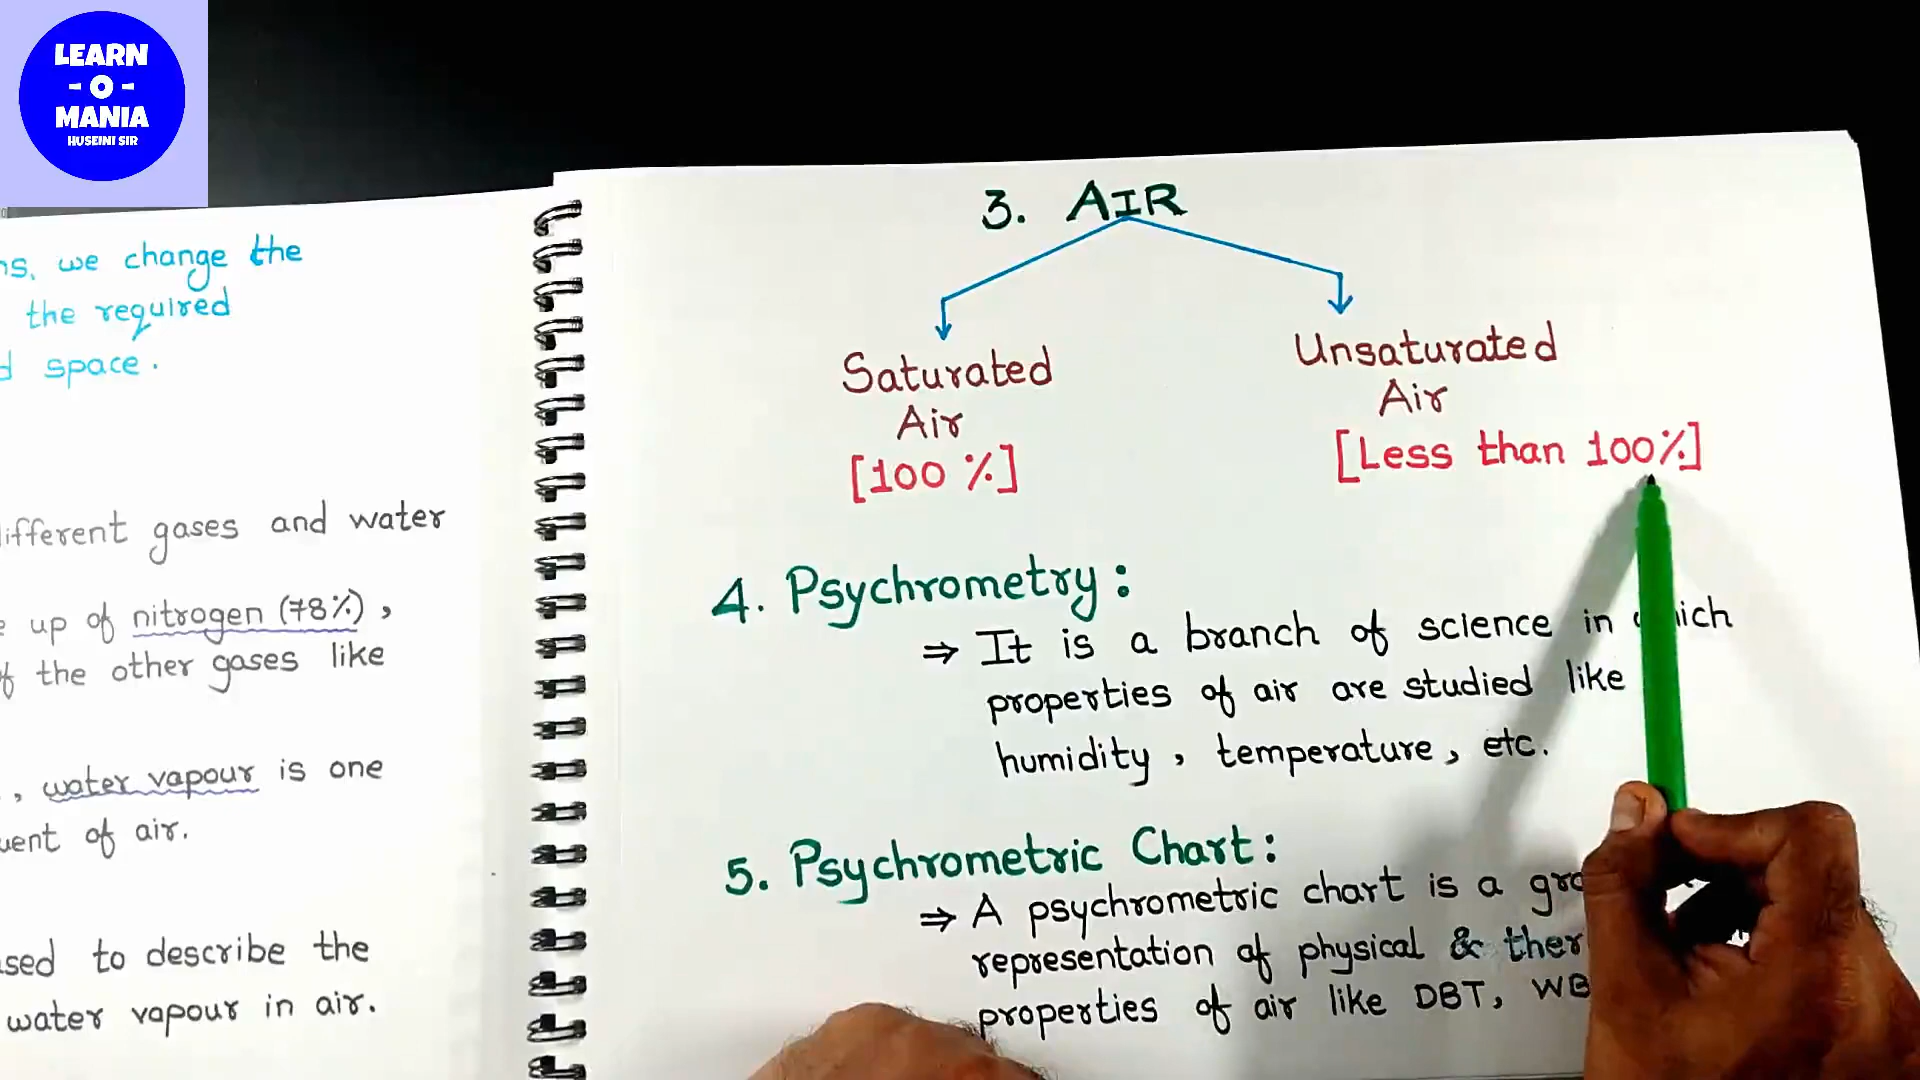 LEARN
- O -
MANIA
HUSEINI SIR
we change the
the required
space.
different gases and water
up of nitrogen (78%),
of the other gases like
, water vapour is one
of air.
used to describe the
water vapour in air.
3. AIR
Saturated
Air
[100 %]
Unsaturated
Air
[Less than 100%]
4. Psychrometry:
⇒ It is a branch of science in which
properties of air are studied like
humidity, temperature, etc.
5. Psychrometric Chart:
⇒ A psychrometric chart is a
representation of physical &
properties of air like DBT,